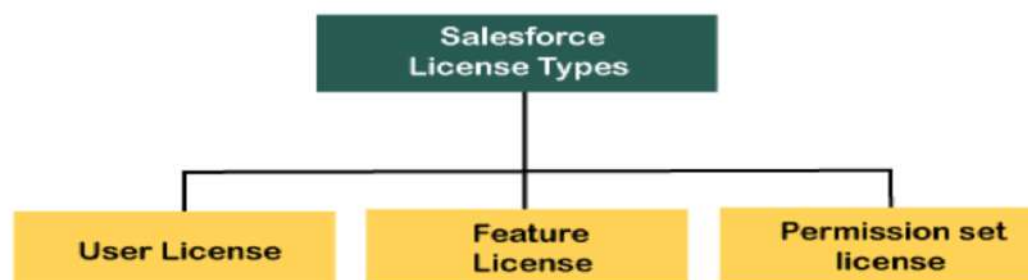 Salesforce
License Types
User License
Feature
License
Permission set
license